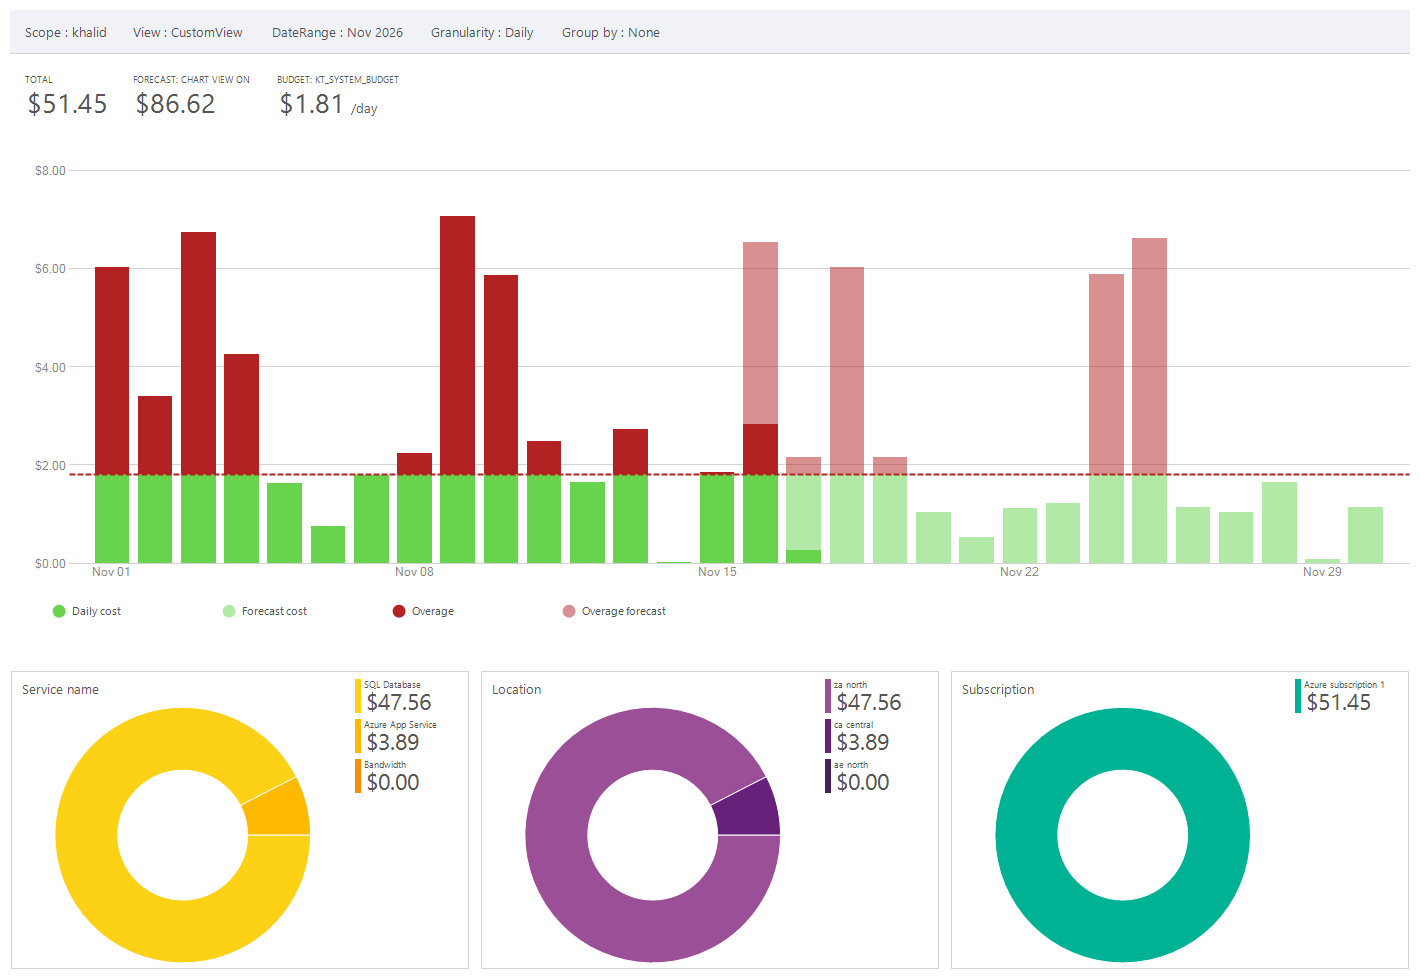 Scope : khalid View : CustomView DateRange : Nov 2026 Granularity : Daily Group by : None
TOTAL FORECAST: CHART VIEW ON BUDGET: KT_SYSTEM_BUDGET
$51.45 $86.62 $1.81 /day
$8.00
$6.00
$4.00
$2.00
$0.00
Nov 01 Nov 08 Nov 15 Nov 22 Nov 29
Daily cost Forecast cost Overage Overage forecast
Service name
SQL Database
$47.56
Azure App Service
$3.89
Bandwidth
$0.00
Location
za north
$47.56
ca central
$3.89
ae north
$0.00
Subscription
Azure subscription 1
$51.45